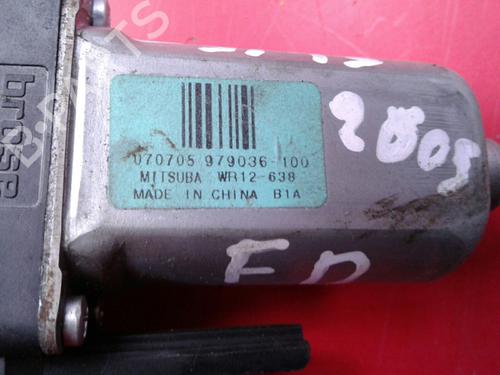 brose
070705 979036-100
MITSUBA WR12-638
MADE IN CHINA B1A
2005
FD